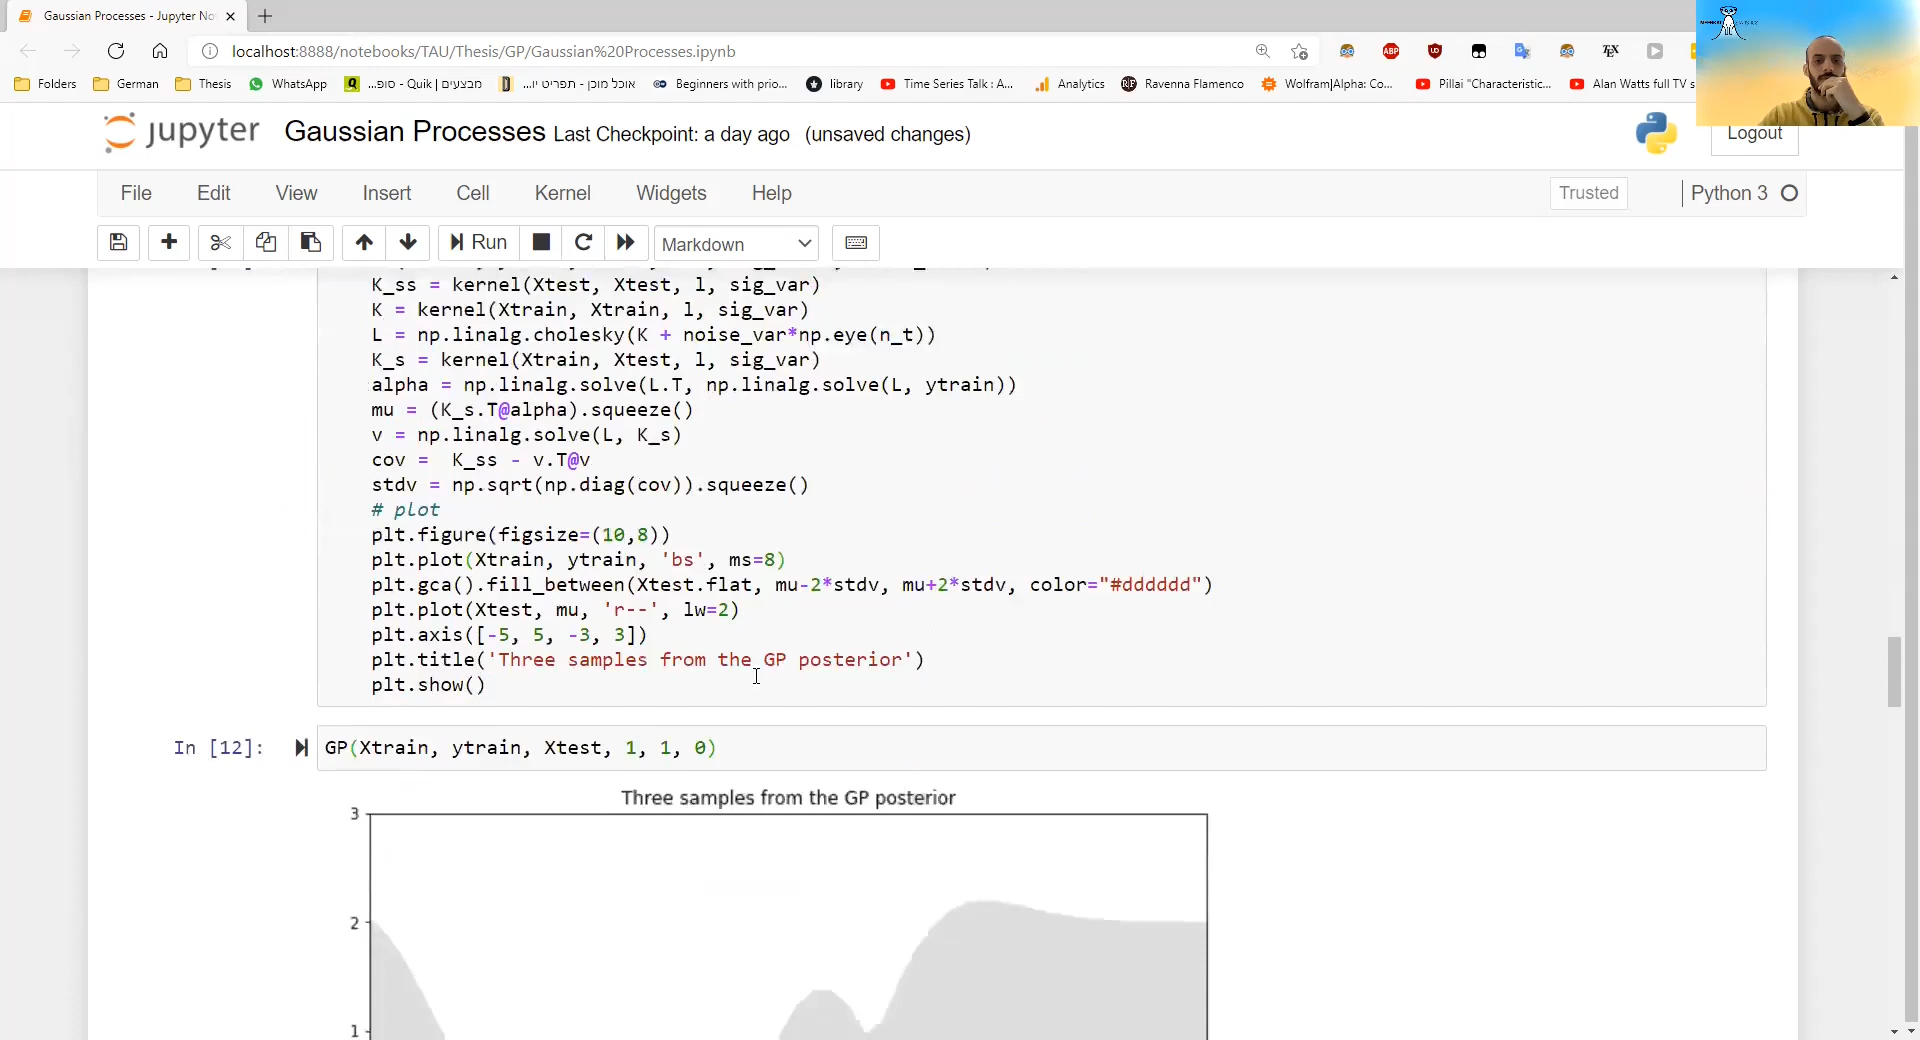 Gaussian Processes - Jupyter No
localhost:8888/notebooks/TAU/Thesis/GP/Gaussian%20Processes.ipynb
Folders
German
Thesis
WhatsApp
מבצעים | Quik - סופ...
אוכל מוכן - תפריט יו...
Beginners with prio...
library
Time Series Talk : A...
Analytics
Ravenna Flamenco
Wolfram|Alpha: Co...
Pillai "Characteristic...
Alan Watts full TV s
ABP
TEX
jupyter Gaussian Processes Last Checkpoint: a day ago (unsaved changes)
Logout
File Edit View Insert Cell Kernel Widgets Help
Trusted
Python 3
Run
Markdown
K_ss = kernel(Xtest, Xtest, l, sig_var)
K = kernel(Xtrain, Xtrain, l, sig_var)
L = np.linalg.cholesky(K + noise_var*np.eye(n_t))
K_s = kernel(Xtrain, Xtest, l, sig_var)
alpha = np.linalg.solve(L.T, np.linalg.solve(L, ytrain))
mu = (K_s.T@alpha).squeeze()
v = np.linalg.solve(L, K_s)
cov =  K_ss - v.T@v
stdv = np.sqrt(np.diag(cov)).squeeze()
# plot
plt.figure(figsize=(10,8))
plt.plot(Xtrain, ytrain, 'bs', ms=8)
plt.gca().fill_between(Xtest.flat, mu-2*stdv, mu+2*stdv, color="#dddddd")
plt.plot(Xtest, mu, 'r--', lw=2)
plt.axis([-5, 5, -3, 3])
plt.title('Three samples from the GP posterior')
plt.show()
In [12]:
GP(Xtrain, ytrain, Xtest, 1, 1, 0)
Three samples from the GP posterior
3
2
1